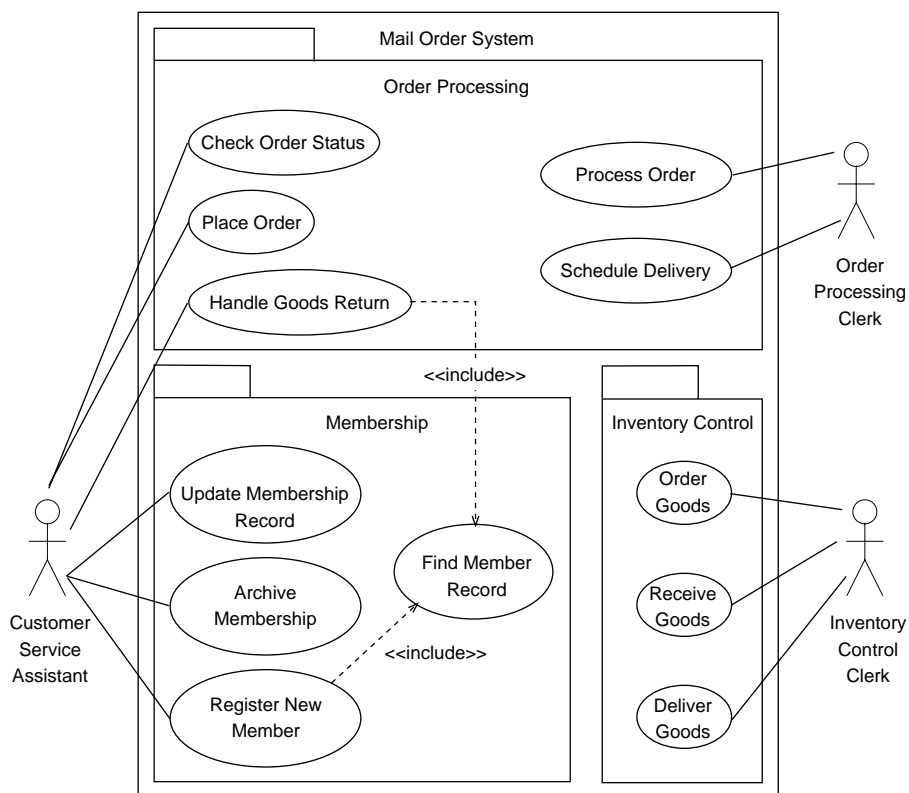 Mail Order System
Order Processing
Check Order Status
Process Order
Place Order
Schedule Delivery
Handle Goods Return
Order
Processing
Clerk
<<include>>
Membership
Inventory Control
Update Membership
Record
Order
Goods
Find Member
Record
Archive
Membership
Receive
Goods
Customer
Service
Assistant
Inventory
Control
Clerk
<<include>>
Register New
Member
Deliver
Goods